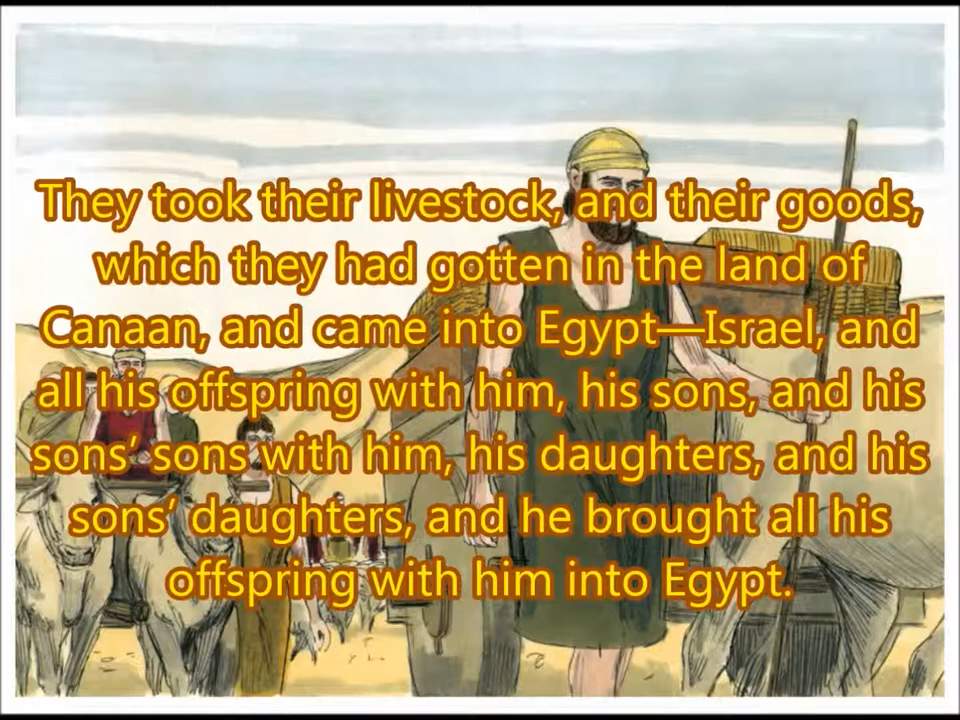 They took their livestock, and their goods,
which they had gotten in the land of
Canaan, and came into Egypt—Israel, and
all his offspring with him, his sons, and his
sons’ sons with him, his daughters, and his
sons’ daughters, and he brought all his
offspring with him into Egypt.